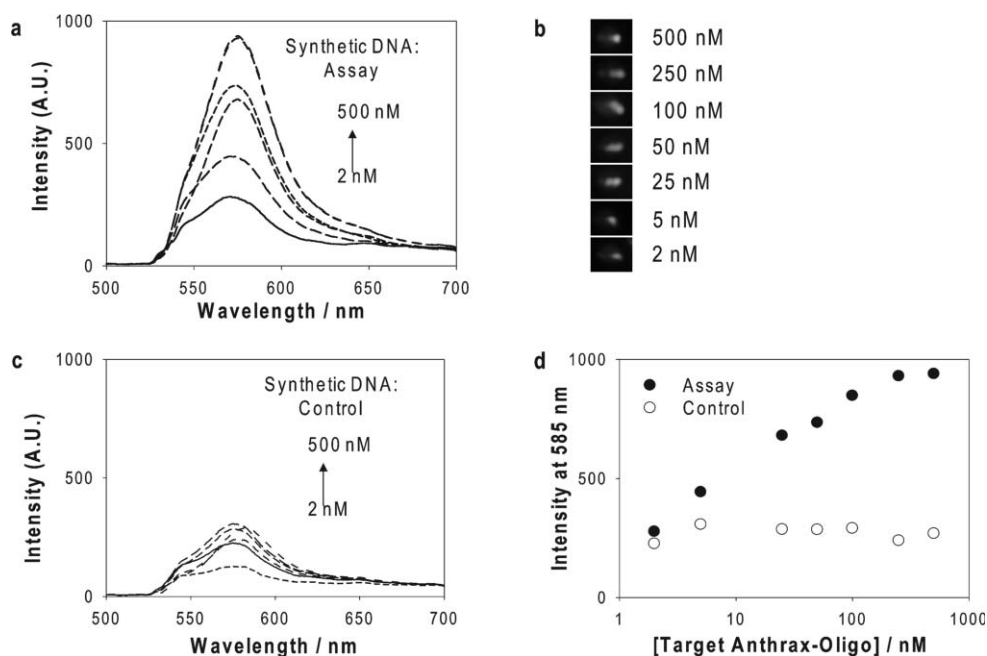 a
1000
500
0
Intensity (A.U.)
Synthetic DNA:
Assay
500 nM
2 nM
500 550 600 650 700
Wavelength / nm
b
500 nM
250 nM
100 nM
50 nM
25 nM
5 nM
2 nM
c
1000
500
0
Intensity (A.U.)
Synthetic DNA:
Control
500 nM
2 nM
500 550 600 650 700
Wavelength / nm
d
1000
500
0
Intensity at 585 nm
Assay
Control
1 10 100 1000
[Target Anthrax-Oligo] / nM